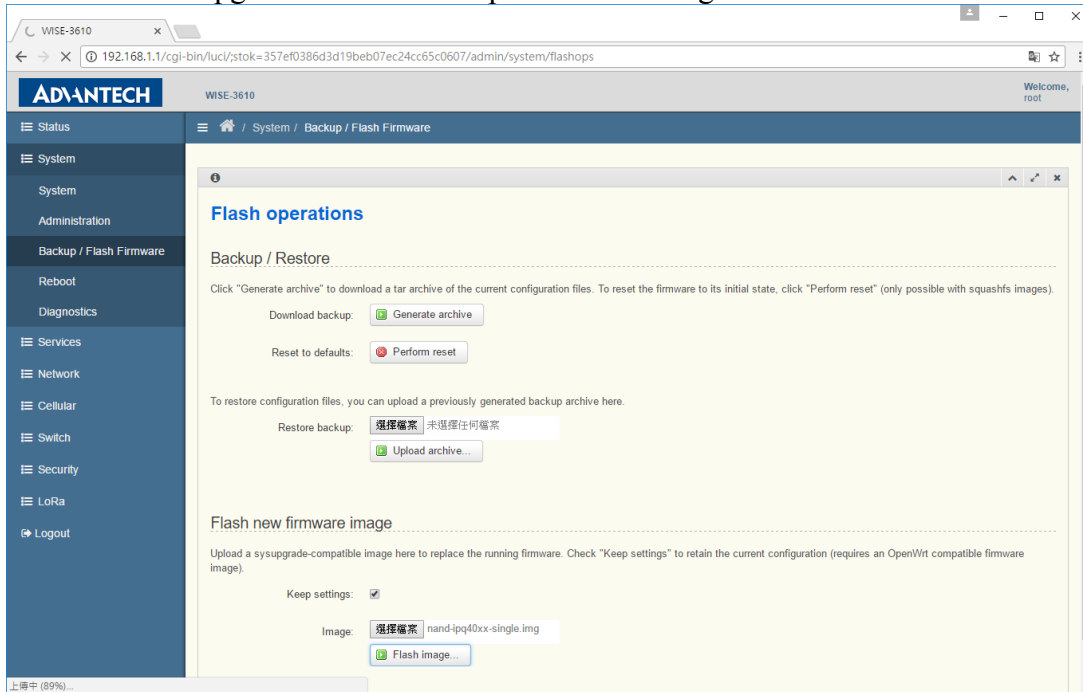 WISE-3610
192.168.1.1/cgi-bin/luci/;stok=357ef0386d3d19beb07ec24cc65c0607/admin/system/flashops
ADVANTECH
WISE-3610
Welcome,
root
Status
/ System / Backup / Flash Firmware
System
System
Administration
Backup / Flash Firmware
Reboot
Diagnostics
Services
Network
Cellular
Switch
Security
LoRa
Logout
Flash operations
Backup / Restore
Click "Generate archive" to download a tar archive of the current configuration files. To reset the firmware to its initial state, click "Perform reset" (only possible with squashfs images).
Download backup: Generate archive
Reset to defaults: Perform reset
To restore configuration files, you can upload a previously generated backup archive here.
Restore backup: 選擇檔案 未選擇任何檔案
Upload archive...
Flash new firmware image
Upload a sysupgrade-compatible image here to replace the running firmware. Check "Keep settings" to retain the current configuration (requires an OpenWrt compatible firmware
image).
Keep settings:
Image: 選擇檔案 nand-ipq40xx-single.img
Flash image...
上傳中 (89%)...